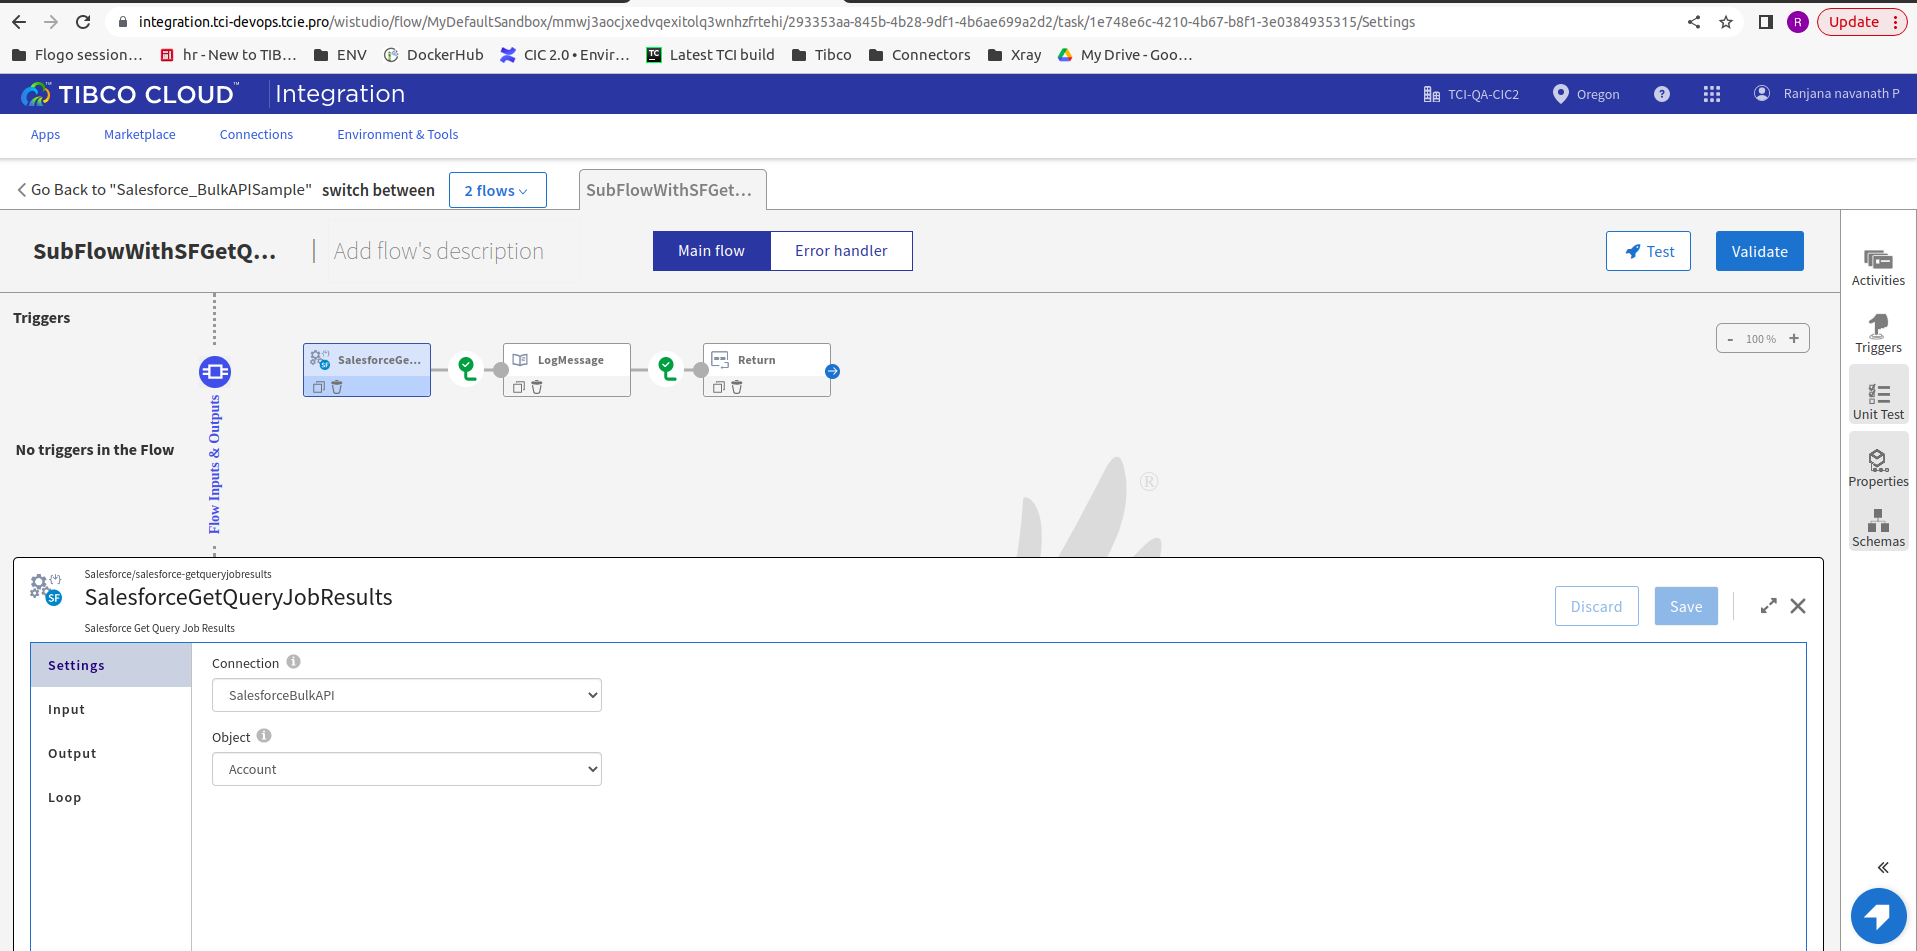 integration.tci-devops.tcie.pro/wistudio/flow/MyDefaultSandbox/mmwj3aocjxedvqexitolq3wnhzfrtehi/293353aa-845b-4b28-9df1-4b6ae699a2d2/task/1e748e6c-4210-4b67-b8f1-3e0384935315/Settings
R
Update
Flogo session... hr - New to TIB... ENV DockerHub CIC 2.0 • Envir... Latest TCI build Tibco Connectors Xray My Drive - Goo...
TIBCO CLOUD™ Integration TCI-QA-CIC2 Oregon ? Ranjana navanath P
Apps Marketplace Connections Environment & Tools
Go Back to "Salesforce_BulkAPISample" switch between 2 flows SubFlowWithSFGet...
SubFlowWithSFGetQ... Add flow's description Main flow Error handler Test Validate
Activities
Triggers
Unit Test
Properties
Schemas
Triggers
- 100 % +
SalesforceGe... LogMessage Return
SF
Flow Inputs & Outputs
No triggers in the Flow
®
Salesforce/salesforce-getqueryjobresults
SF
SalesforceGetQueryJobResults
Salesforce Get Query Job Results
Discard Save
Settings
Input
Output
Loop
Connection i
SalesforceBulkAPI
Object i
Account